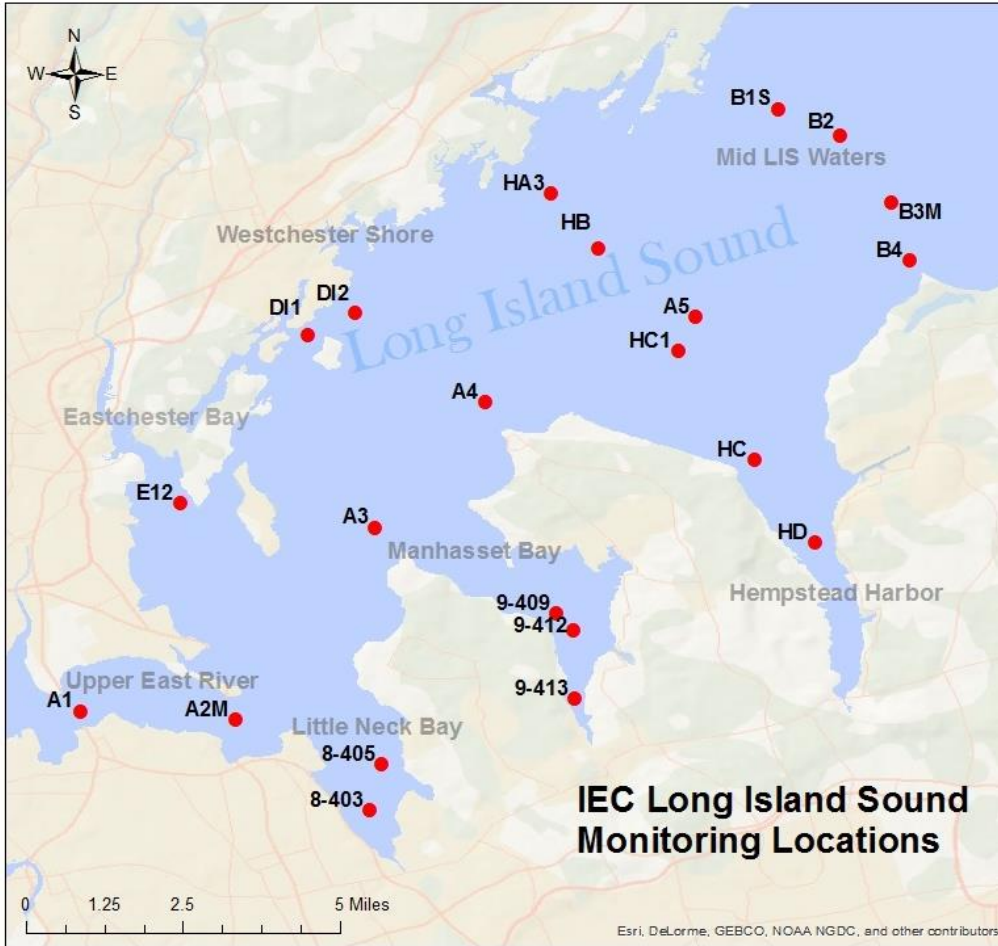 N
W E
S
B1S
B2
Mid LIS Waters
HA3
B3M
HB
Westchester Shore
B4
Long Island Sound
DI2
DI1
A5
HC1
A4
Eastchester Bay
HC
E12
A3
HD
Manhasset Bay
Hempstead Harbor
9-409
9-412
Upper East River
9-413
A1
A2M
Little Neck Bay
8-405
8-403
IEC Long Island Sound
Monitoring Locations
0 1.25 2.5 5 Miles
Esri, DeLorme, GEBCO, NOAA NGDC, and other contributors